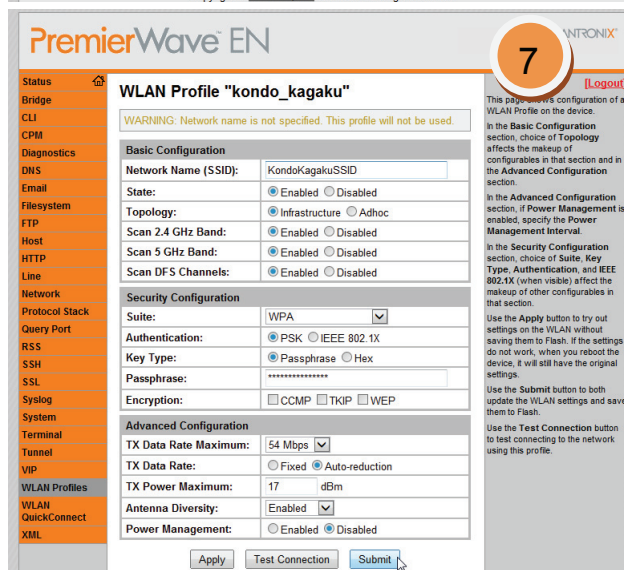 PremierWave EN
7
Status
Bridge
CLI
CPM
Diagnostics
DNS
Email
Filesystem
FTP
Host
HTTP
Line
Network
Protocol Stack
Query Port
RSS
SSH
SSL
Syslog
System
Terminal
Tunnel
VIP
WLAN Profiles
WLAN
QuickConnect
XML
WLAN Profile "kondo_kagaku"
WARNING: Network name is not specified. This profile will not be used.
Basic Configuration
Network Name (SSID): KondoKagakuSSID
State: Enabled Disabled
Topology: Infrastructure Adhoc
Scan 2.4 GHz Band: Enabled Disabled
Scan 5 GHz Band: Enabled Disabled
Scan DFS Channels: Enabled Disabled
Security Configuration
Suite: WPA
Authentication: PSK IEEE 802.1X
Key Type: Passphrase Hex
Passphrase: ***************
Encryption: CCMP TKIP WEP
Advanced Configuration
TX Data Rate Maximum: 54 Mbps
TX Data Rate: Fixed Auto-reduction
TX Power Maximum: 17 dBm
Antenna Diversity: Enabled
Power Management: Enabled Disabled
Apply Test Connection Submit
[Logout]
This page configuration of a
WLAN Profile on the device.
In the Basic Configuration
section, choice of Topology
affects the makeup of
configurables in that section and in
the Advanced Configuration
section.
In the Advanced Configuration
section, if Power Management is
enabled, specify the Power
Management Interval.
In the Security Configuration
section, choice of Suite, Key
Type, Authentication, and IEEE
802.1X (when visible) affect the
makeup of other configurables in
that section.
Use the Apply button to try out
settings on the WLAN without
saving them to Flash. If the settings
do not work, when you reboot the
device, it will still have the original
settings.
Use the Submit button to both
update the WLAN settings and save
them to Flash.
Use the Test Connection button
to test connecting to the network
using this profile.